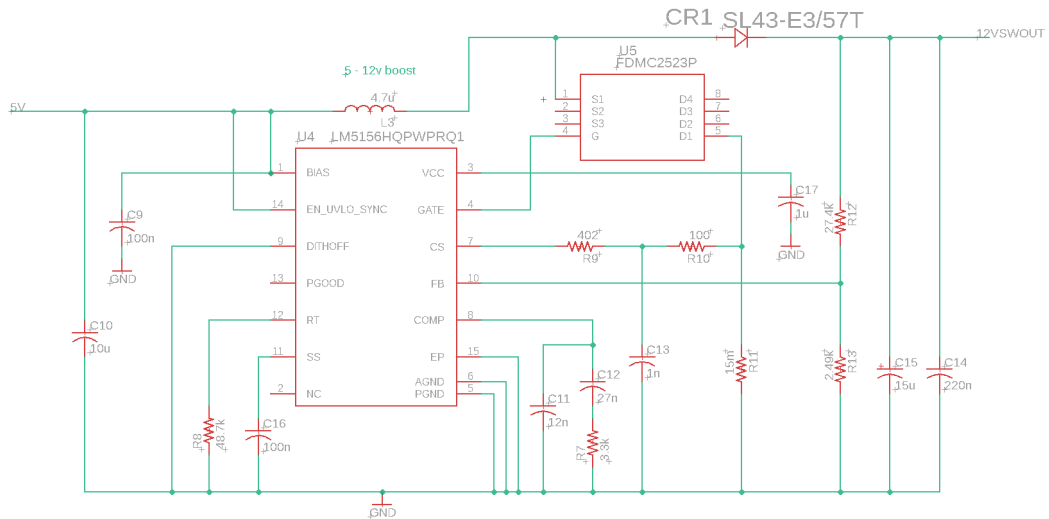 CR1 SL43-E3/57T
12VSWOUT
U5
FDMC2523P
5 - 12v boost
5V
4.7u
L3
1 S1 D4 8
2 S2 D3 7
3 S3 D2 6
4 G D1 5
U4 LM5156HQPWPRQ1
1 BIAS VCC 3
14 EN_UVLO_SYNC GATE 4
9 DITHOFF CS 7
13 PGOOD FB 10
12 RT COMP 8
11 SS EP 15
AGND 6
2 NC PGND 5
C9
100n
GND
C10
10u
R8
48.7k
C16
100n
GND
402
R9
100
R10
C17
1u
GND
27.4k
R12
C13
1n
15m
R11
2.49k
R13
C15
15u
C14
220n
C11
12n
C12
27n
R7
3.3k